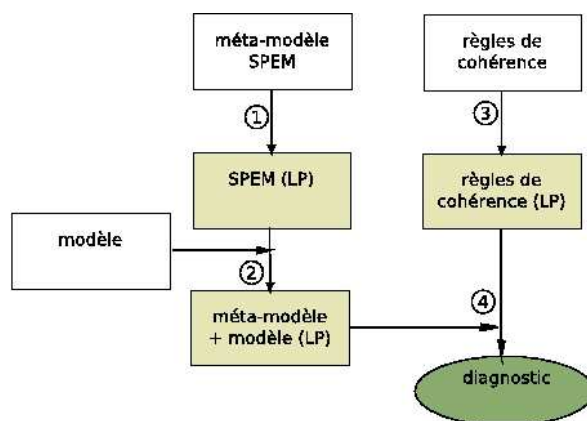 méta-modèle
SPEM
règles de
cohérence
1
3
SPEM (LP)
règles de
cohérence (LP)
modèle
2
méta-modèle
+ modèle (LP)
4
diagnostic